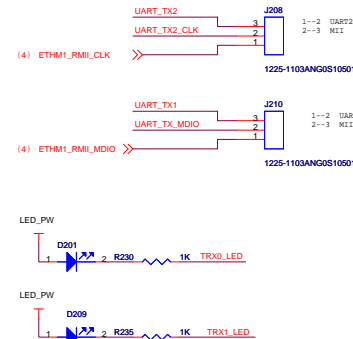 UART_TX2
J208
3
1--2 UART2
UART_TX2_CLK
2
2--3 MII
1
(4) ETHM1_RMII_CLK
1225-1103ANG0S10501
UART_TX1
J210
3
1--2 UAR
UART_TX_MDIO
2
2--3 MII
1
(4) ETHM1_RMII_MDIO
1225-1103ANG0S10501
LED_PW
D201
1 2 R230 1K TRX0_LED
LED_PW
D209
1 2 R235 1K TRX1_LED